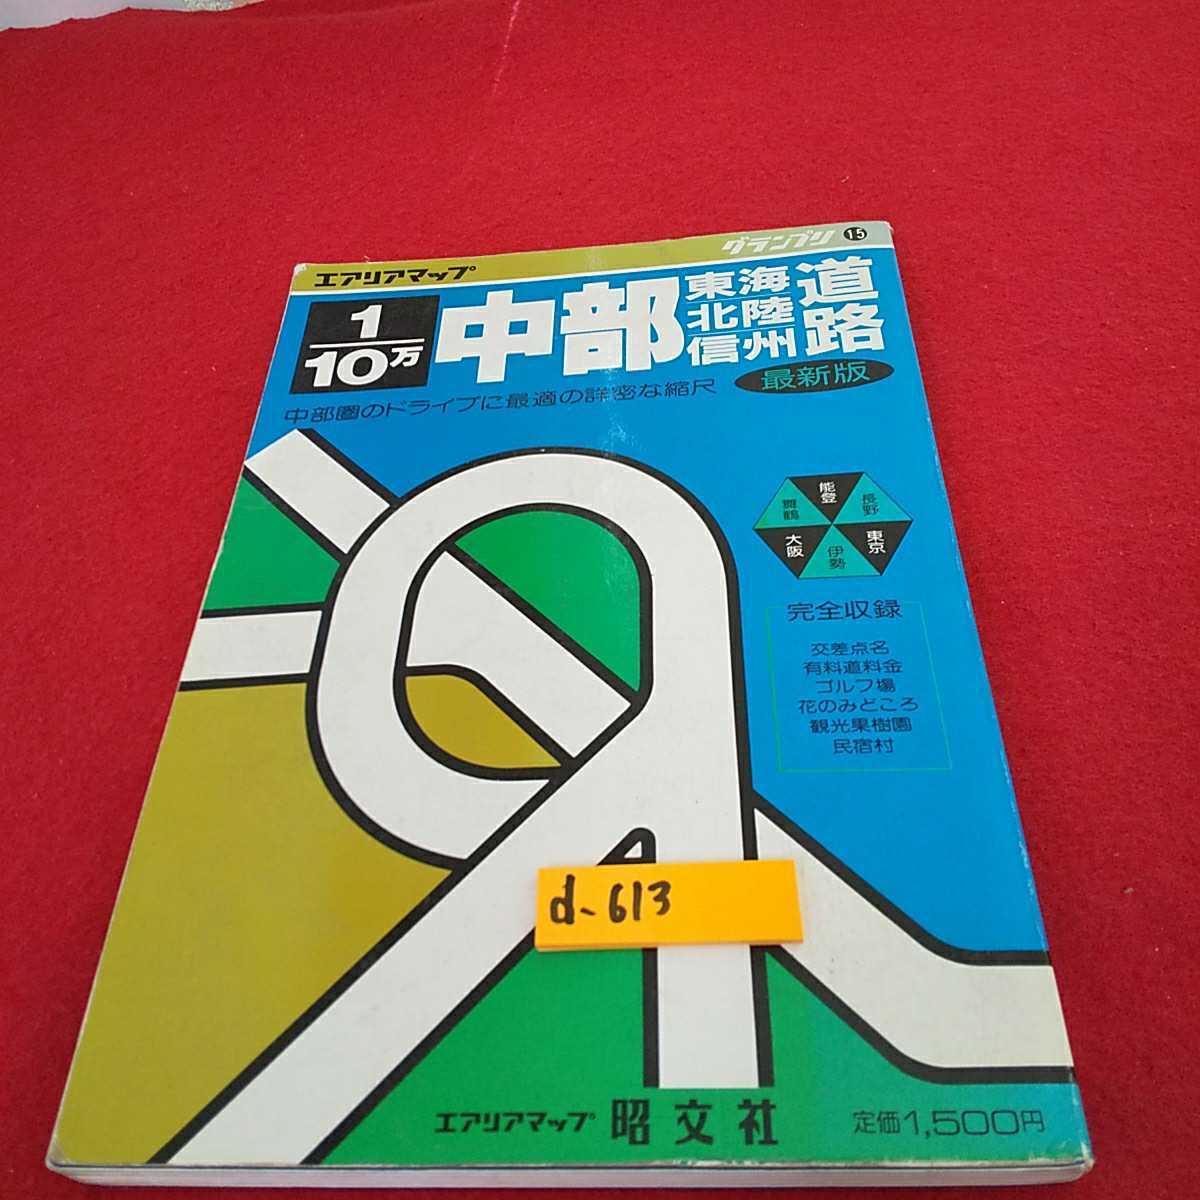 グランプリ 15
エアリアマップ
1/10万 中部 東海 北陸 信州 道路
最新版
中部圏のドライブに最適の詳密な縮尺
能登
舞鶴
長野
大阪
東京
伊勢
完全収録
交差点名
有料道料金
ゴルフ場
花のみどころ
観光果樹園
民宿村
d-613
エアリアマップ 昭文社
定価1,500円